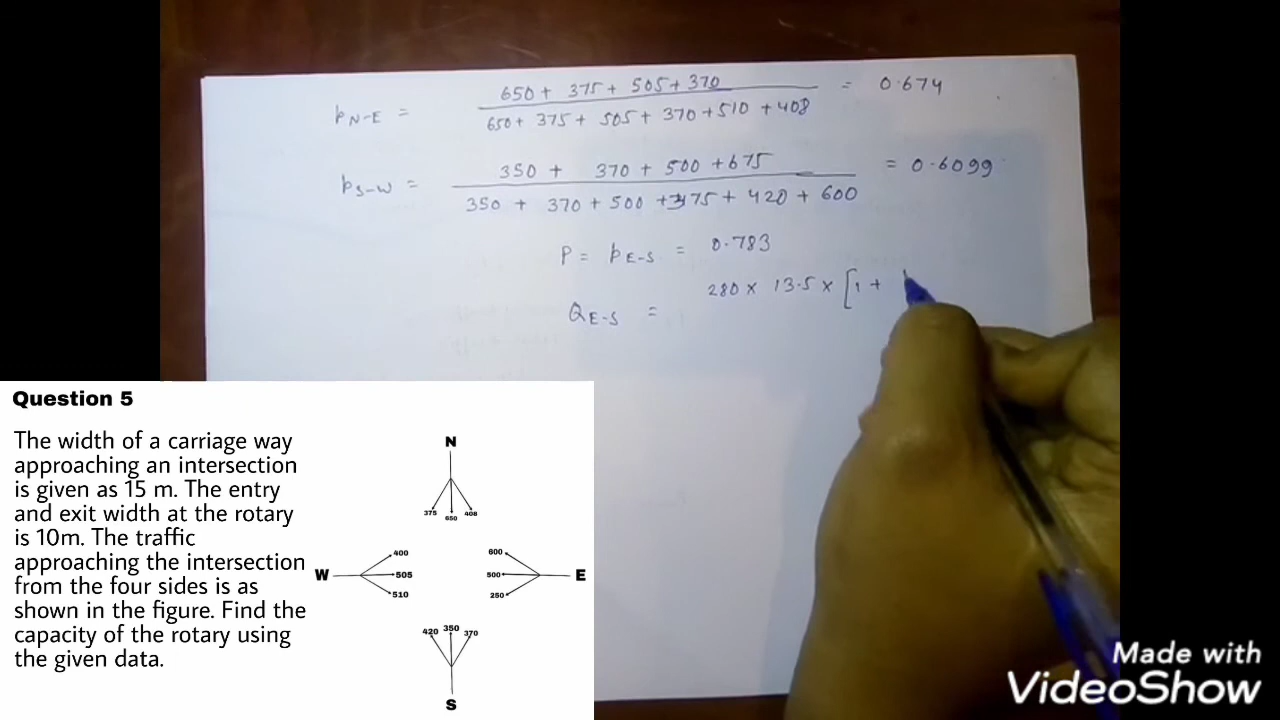 650 + 375 + 505 + 370
pN-E = = 0.674
650 + 375 + 505 + 370 + 510 + 408
350 + 370 + 500 + 675
pS-W = = 0.6099
350 + 370 + 500 + 375 + 420 + 600
P = pE-S = 0.783
QE-S = 280 × 13.5 × [1 +
Question 5
The width of a carriage way
approaching an intersection
is given as 15 m. The entry
and exit width at the rotary
is 10m. The traffic
approaching the intersection
from the four sides is as
shown in the figure. Find the
capacity of the rotary using
the given data.
N
375 650 408
400
W 505
510
600
500 E
250
420 350 370
S
Made with
VideoShow